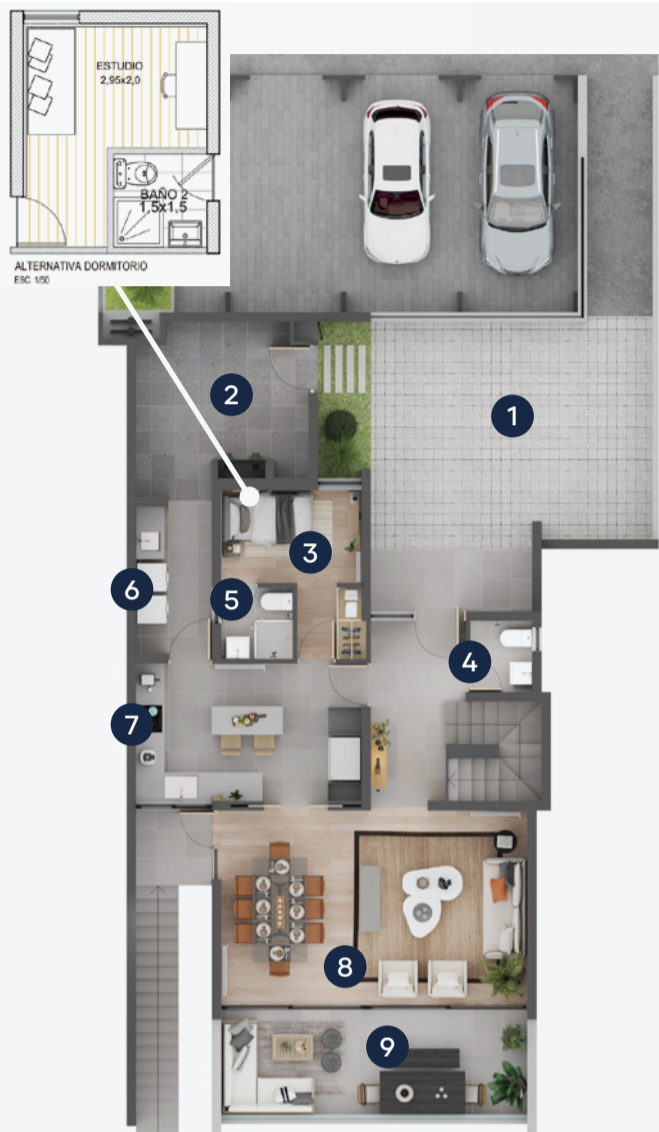 ESTUDIO
2,95x2,0
BAÑO 2
1,5x1,5
ALTERNATIVA DORMITORIO
ESC. 1/50
1
2
3
5
6
4
7
8
9